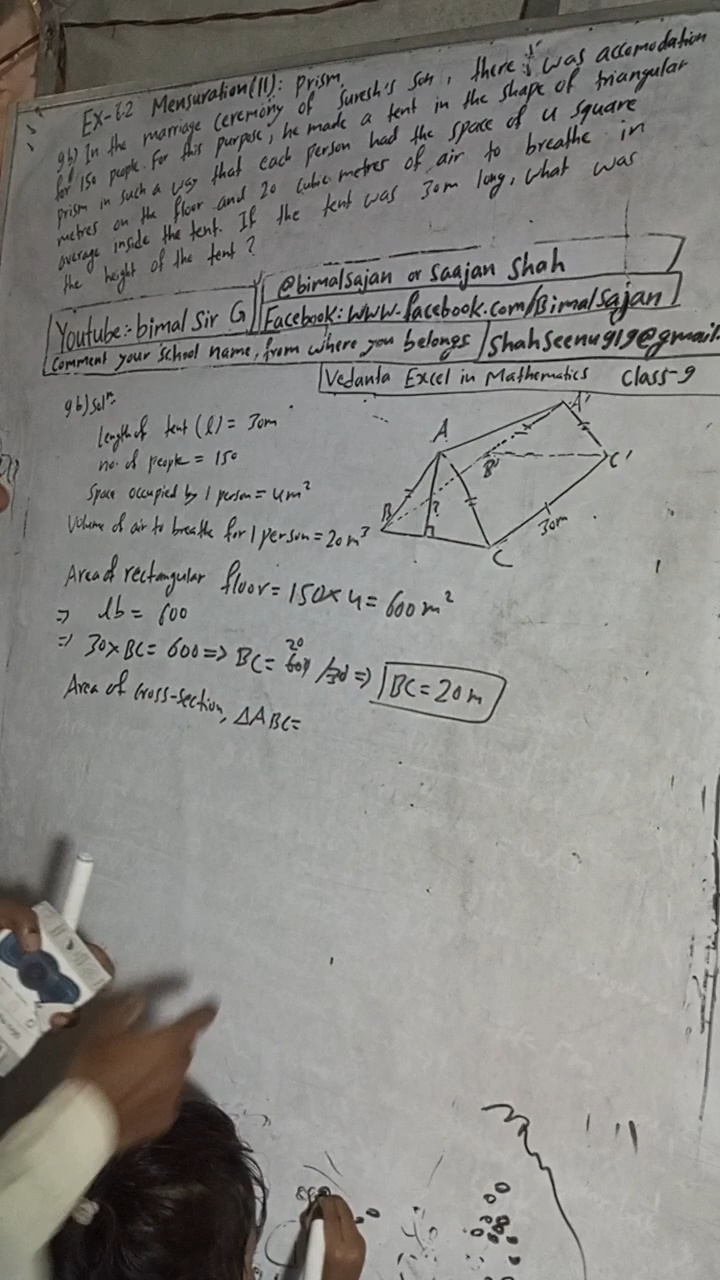 Ex-6.2 Mensuration(II): Prism
9b) In the marriage ceremony of Suresh's son, there was accomodation
for 150 people. For this purpose, he made a tent in the shape of triangular
prism in such a way that each person had the space of 4 square
metres on the floor and 20 cubic metres of air to breathe in
average inside the tent. If the tent was 30m long, what was
the height of the tent?
@bimalsajan or Saajan Shah
Youtube:- bimal Sir G
Facebook: www.facebook.com/Bimalsajan
Comment your school name, from where you belongs
Shahseenu919@gmail.
Vedanta Excel in Mathematics Class-9
9b) Solⁿ:
Length of tent (l) = 30m
no. of people = 150
Space occupied by 1 person = 4m²
Volume of air to breathe for 1 person = 20m³
A
A'
B
B'
C
C'
?
30m
Area of rectangular floor = 150×4 = 600m²
⇒ lb = 600
⇒ 30×BC = 600 ⇒ BC = 600/30 ⇒ BC = 20m
20
Area of cross-section, ΔABC =